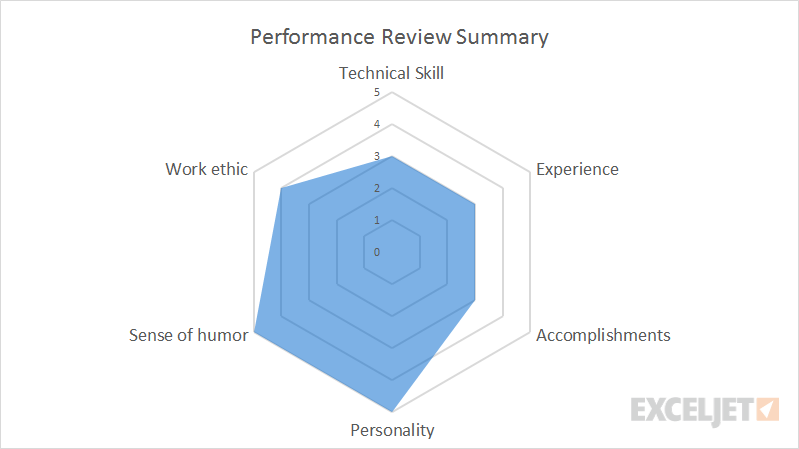 Performance Review Summary
Technical Skill
5
4
3
2
1
0
Work ethic
Experience
Sense of humor
Accomplishments
Personality
EXCELJET